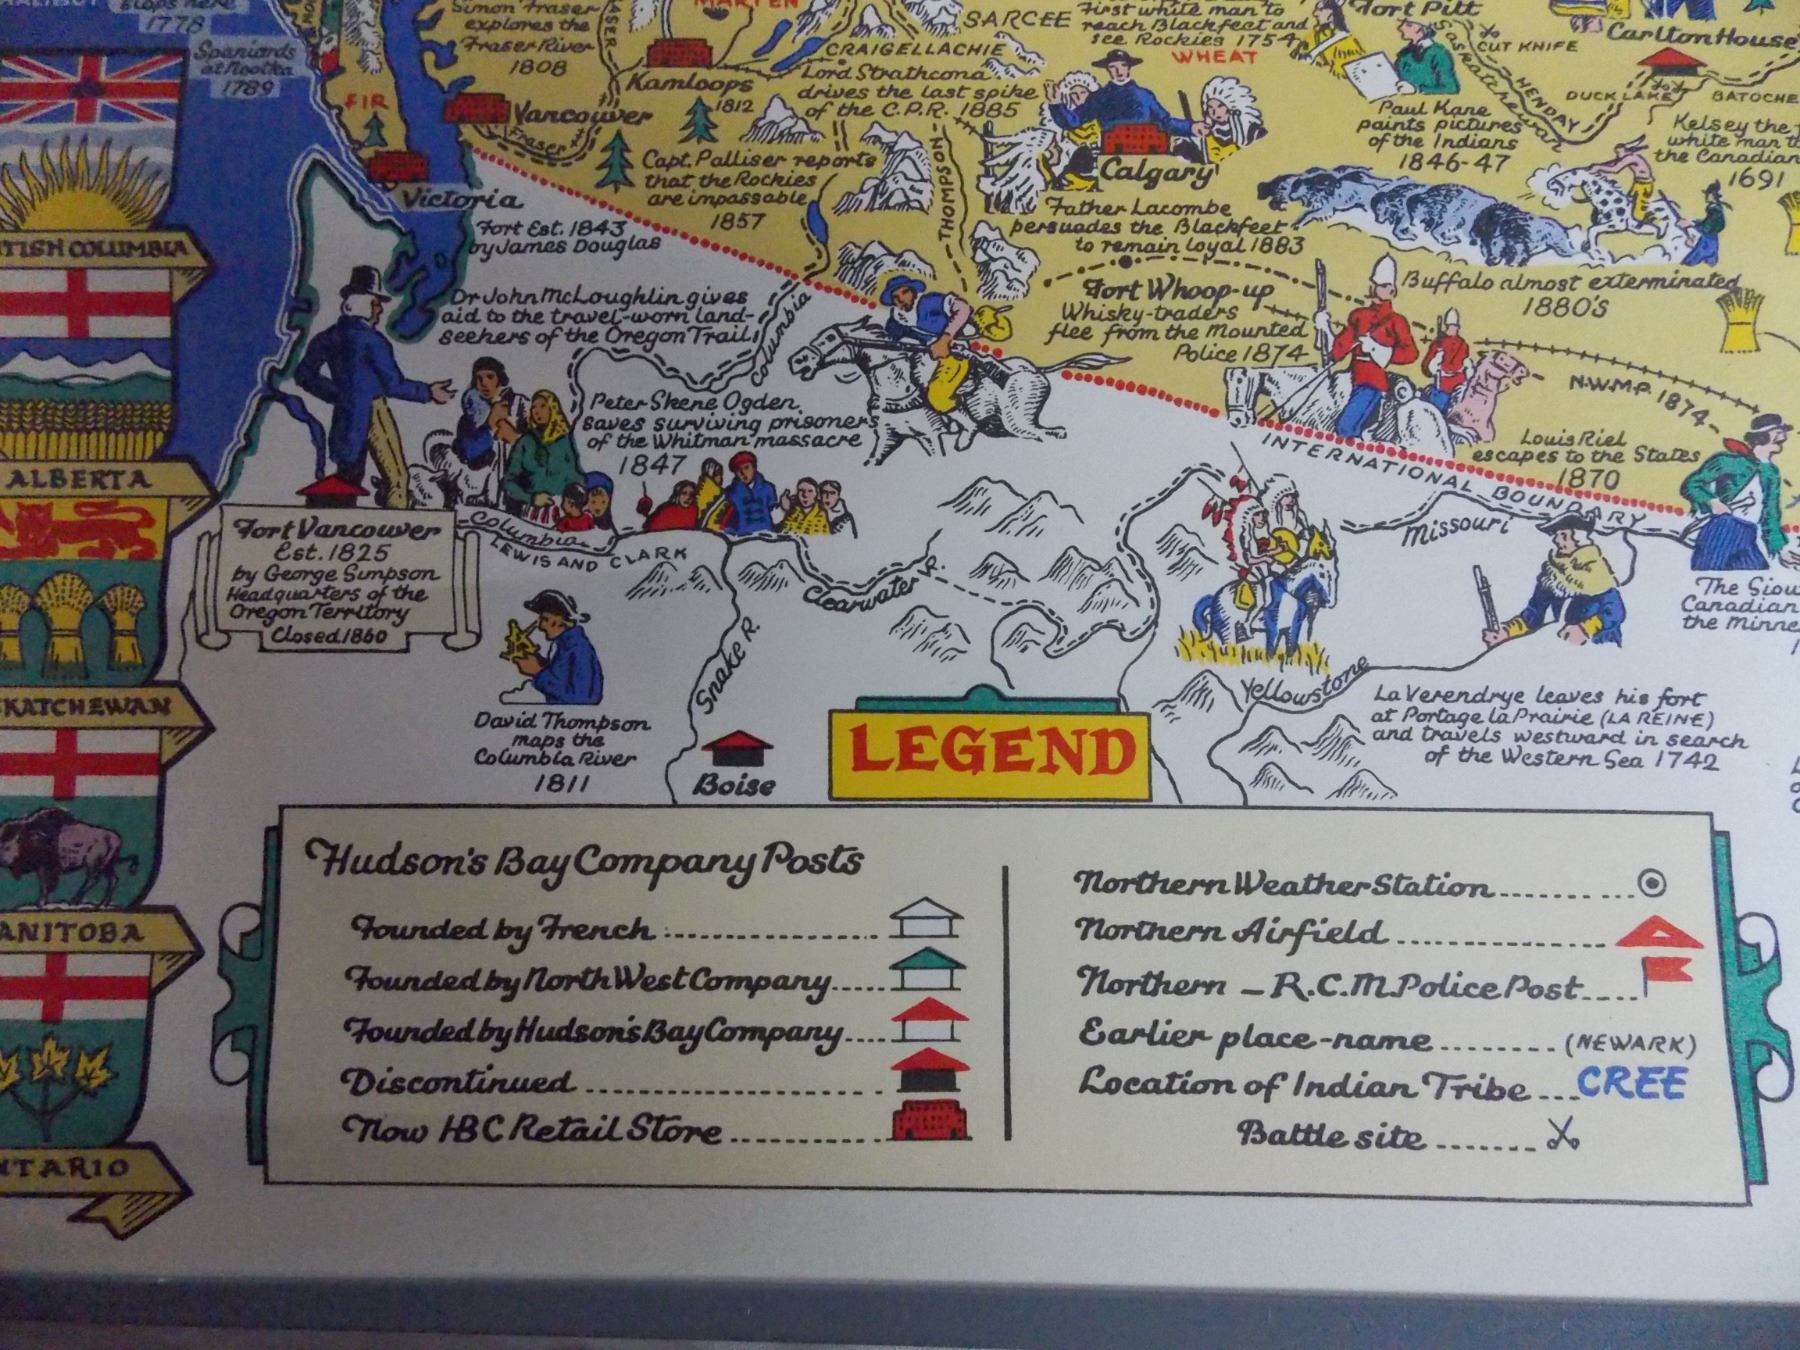 1778
Spaniards
at Nootka
1789
Simon Fraser
explores the
Fraser River
1808
FIR
Vancouver
Fraser
Victoria
Fort Est. 1843
by James Douglas
MARTEN
Kamloops
1812
SARCEE
CRAIGELLACHIE
Lord Strathcona
drives the last spike
of the C.P.R. 1885
Capt. Palliser reports
that the Rockies
are impassable
1857
THOMPSON
First white man to
reach Blackfeet and
see Rockies 1754
WHEAT
Calgary
Father Lacombe
persuades the Blackfeet
to remain loyal 1883
Fort Pitt
Saskatchewan
HENDAY
CUT KNIFE
Carlton House
DUCK LAKE
BATOCHE
Paul Kane
paints pictures
of the Indians
1846-47
Kelsey the
white man
the Canadian
1691
Buffalo almost exterminated
1880's
Fort Whoop-up
Whisky-traders
flee from the Mounted
Police 1874
N.W.M.P. 1874
Louis Riel
escapes to the States
1870
INTERNATIONAL BOUNDARY
Dr John McLoughlin gives
aid to the travel-worn land-
seekers of the Oregon Trail
Columbia
Peter Skene Ogden
saves surviving prisoners
of the Whitman massacre
1847
Fort Vancouver
Est. 1825
by George Simpson
Headquarters of the
Oregon Territory
Closed 1860
Columbia
LEWIS AND CLARK
Clearwater R.
Snake R.
David Thompson
maps the
Columbia River
1811
Boise
Missouri
Yellowstone
La Verendrye leaves his fort
at Portage la Prairie (LA REINE)
and travels westward in search
of the Western Sea 1742
The Sioux
Canadian
the Minne
BRITISH COLUMBIA
ALBERTA
SASKATCHEWAN
MANITOBA
ONTARIO
LEGEND
Hudson's Bay Company Posts
Founded by French
Founded by North West Company
Founded by Hudson's Bay Company
Discontinued
Now HBC Retail Store
Northern Weather Station
Northern Airfield
Northern - R.C.M. Police Post
Earlier place-name (NEWARK)
Location of Indian Tribe CREE
Battle site